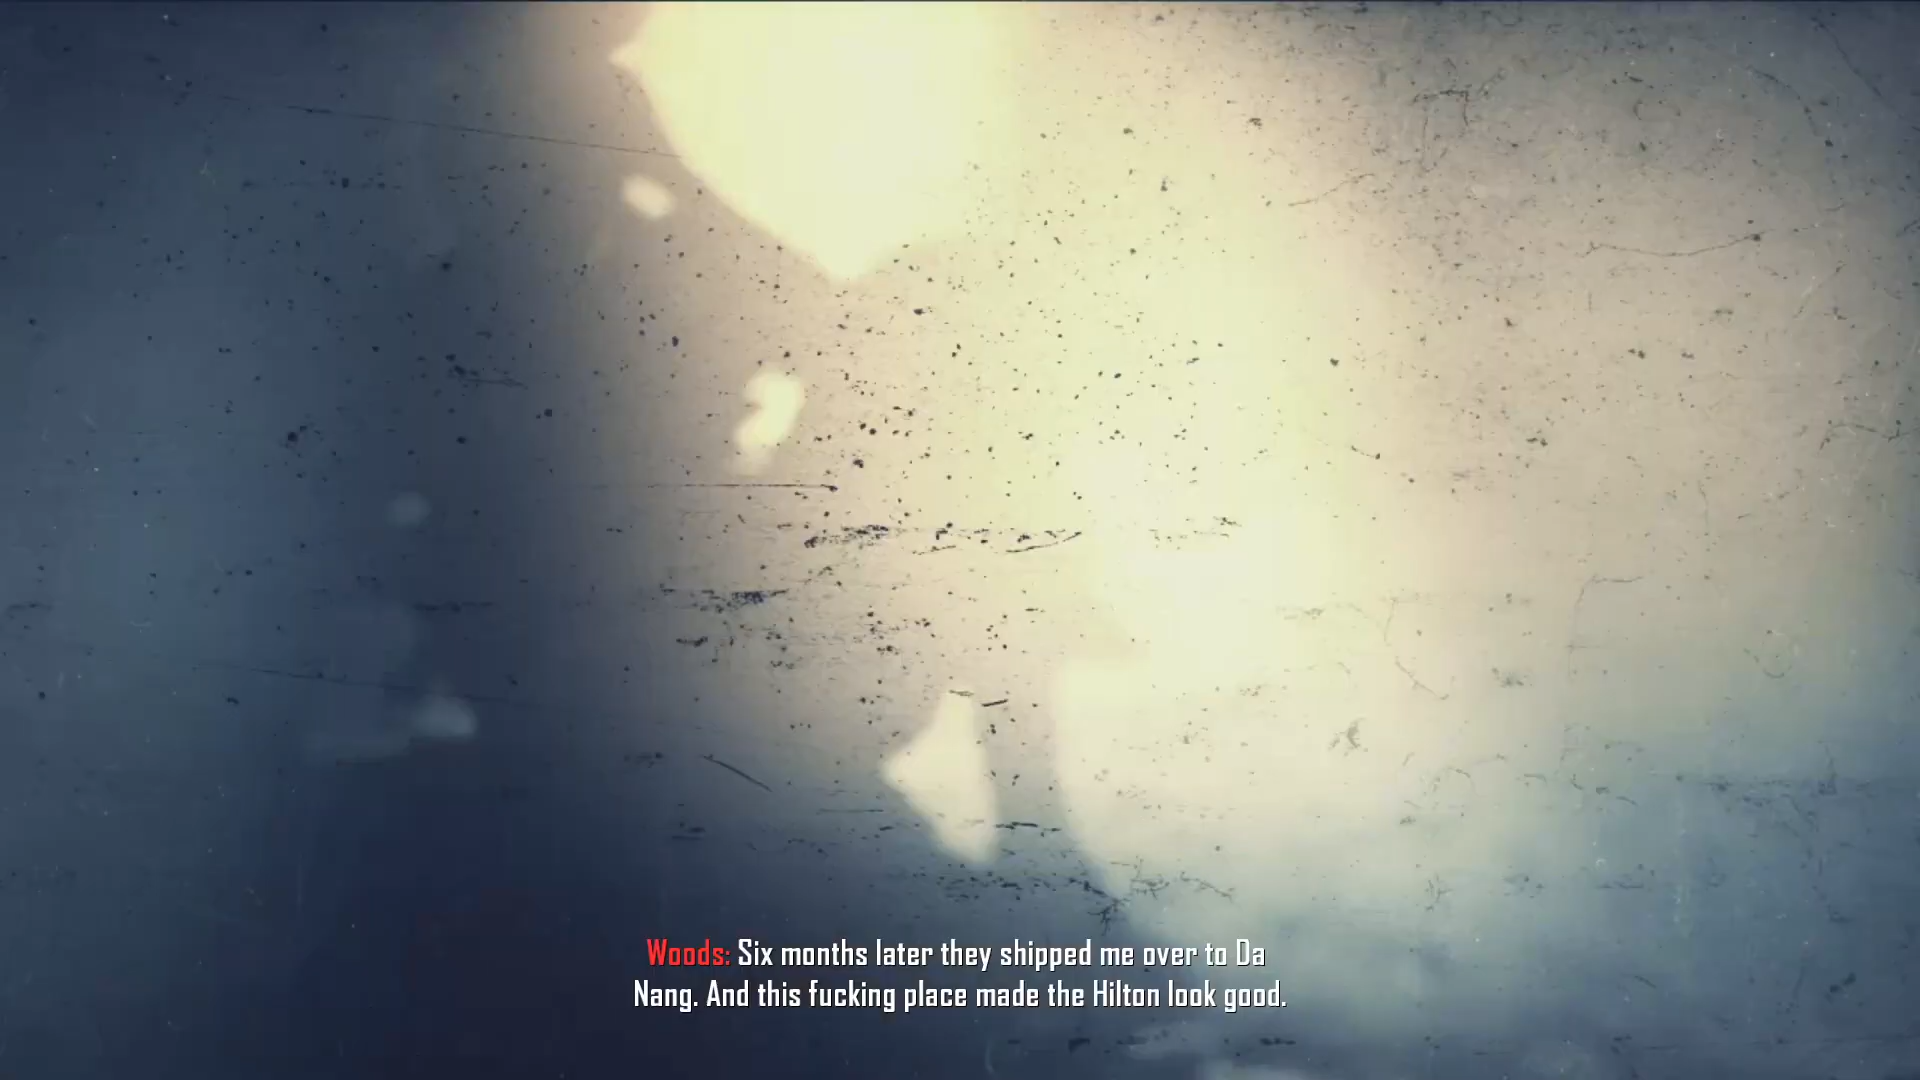 Woods: Six months later they shipped me over to Da
Nang. And this fucking place made the Hilton look good.